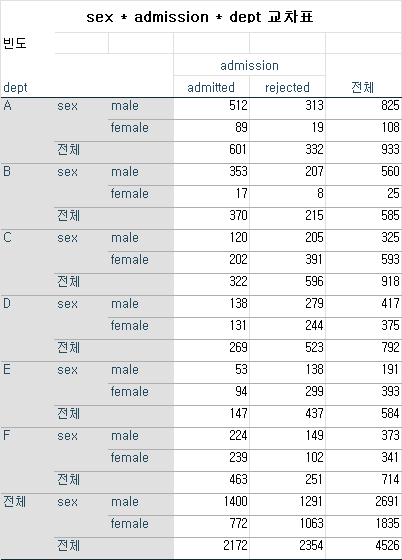 sex * admission * dept 교차표
빈도
admission
dept admitted rejected 전체
A sex male 512 313 825
female 89 19 108
전체 601 332 933
B sex male 353 207 560
female 17 8 25
전체 370 215 585
C sex male 120 205 325
female 202 391 593
전체 322 596 918
D sex male 138 279 417
female 131 244 375
전체 269 523 792
E sex male 53 138 191
female 94 299 393
전체 147 437 584
F sex male 224 149 373
female 239 102 341
전체 463 251 714
전체 sex male 1400 1291 2691
female 772 1063 1835
전체 2172 2354 4526